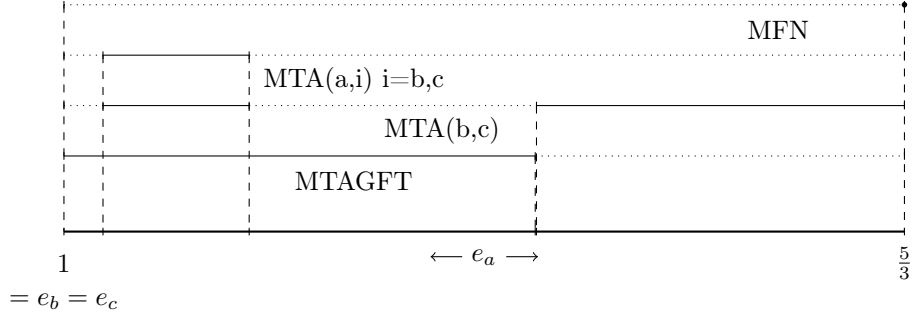 MFN
MTA(a,i) i=b,c
MTA(b,c)
MTAGFT
← e_a →
1 5/3
= e_b = e_c